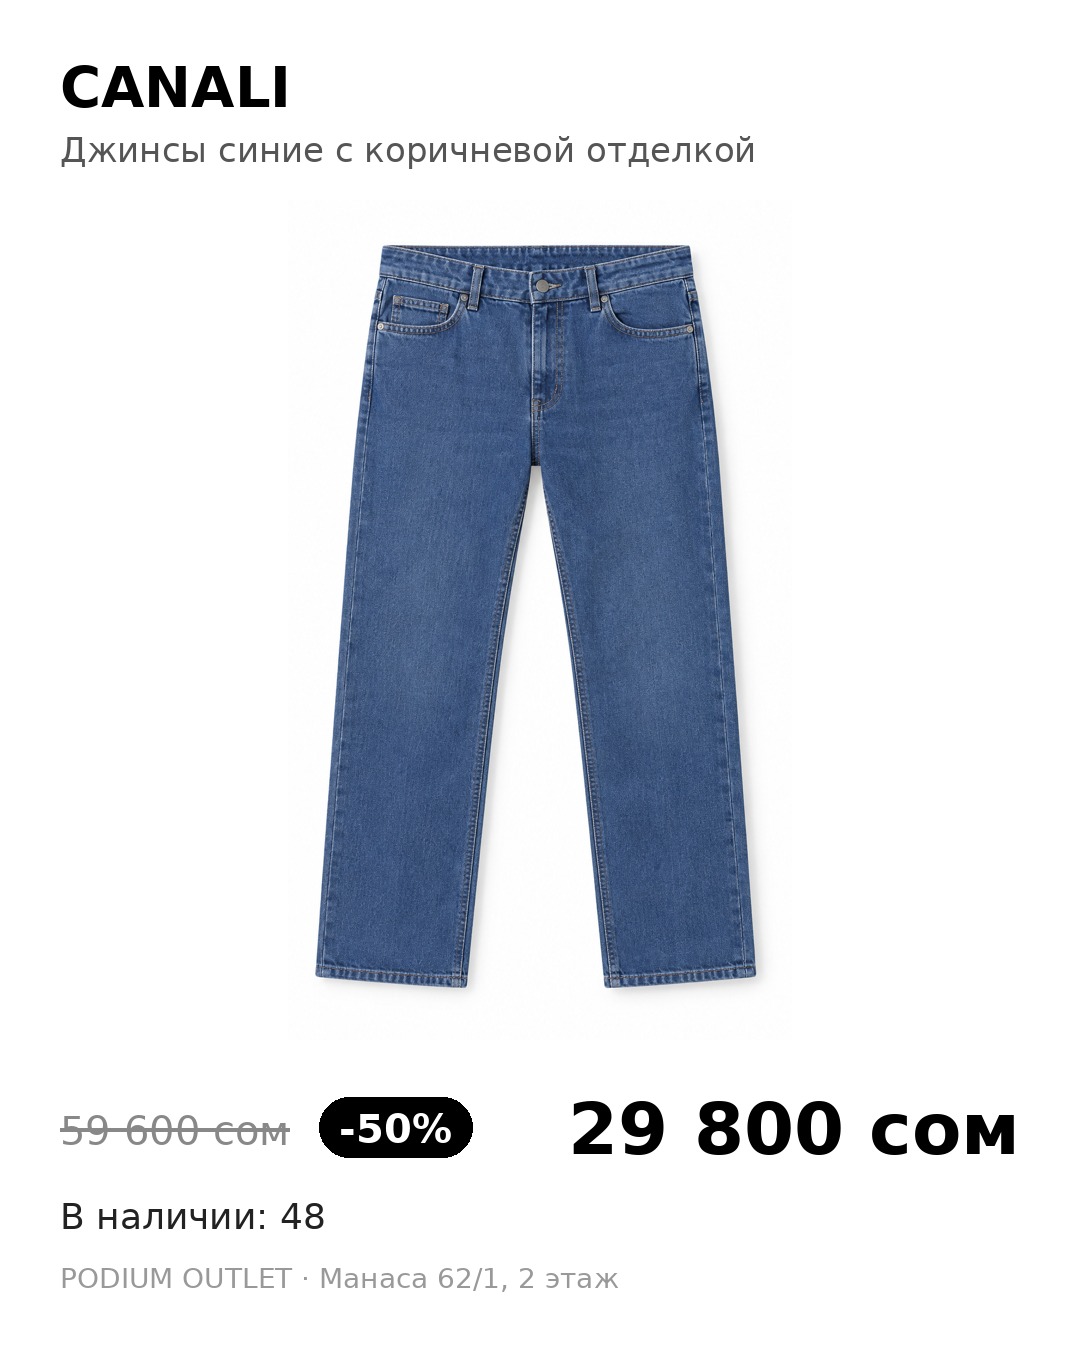 CANALI
Джинсы синие с коричневой отделкой
59 600 сом -50% 29 800 сом
В наличии: 48
PODIUM OUTLET · Манаса 62/1, 2 этаж